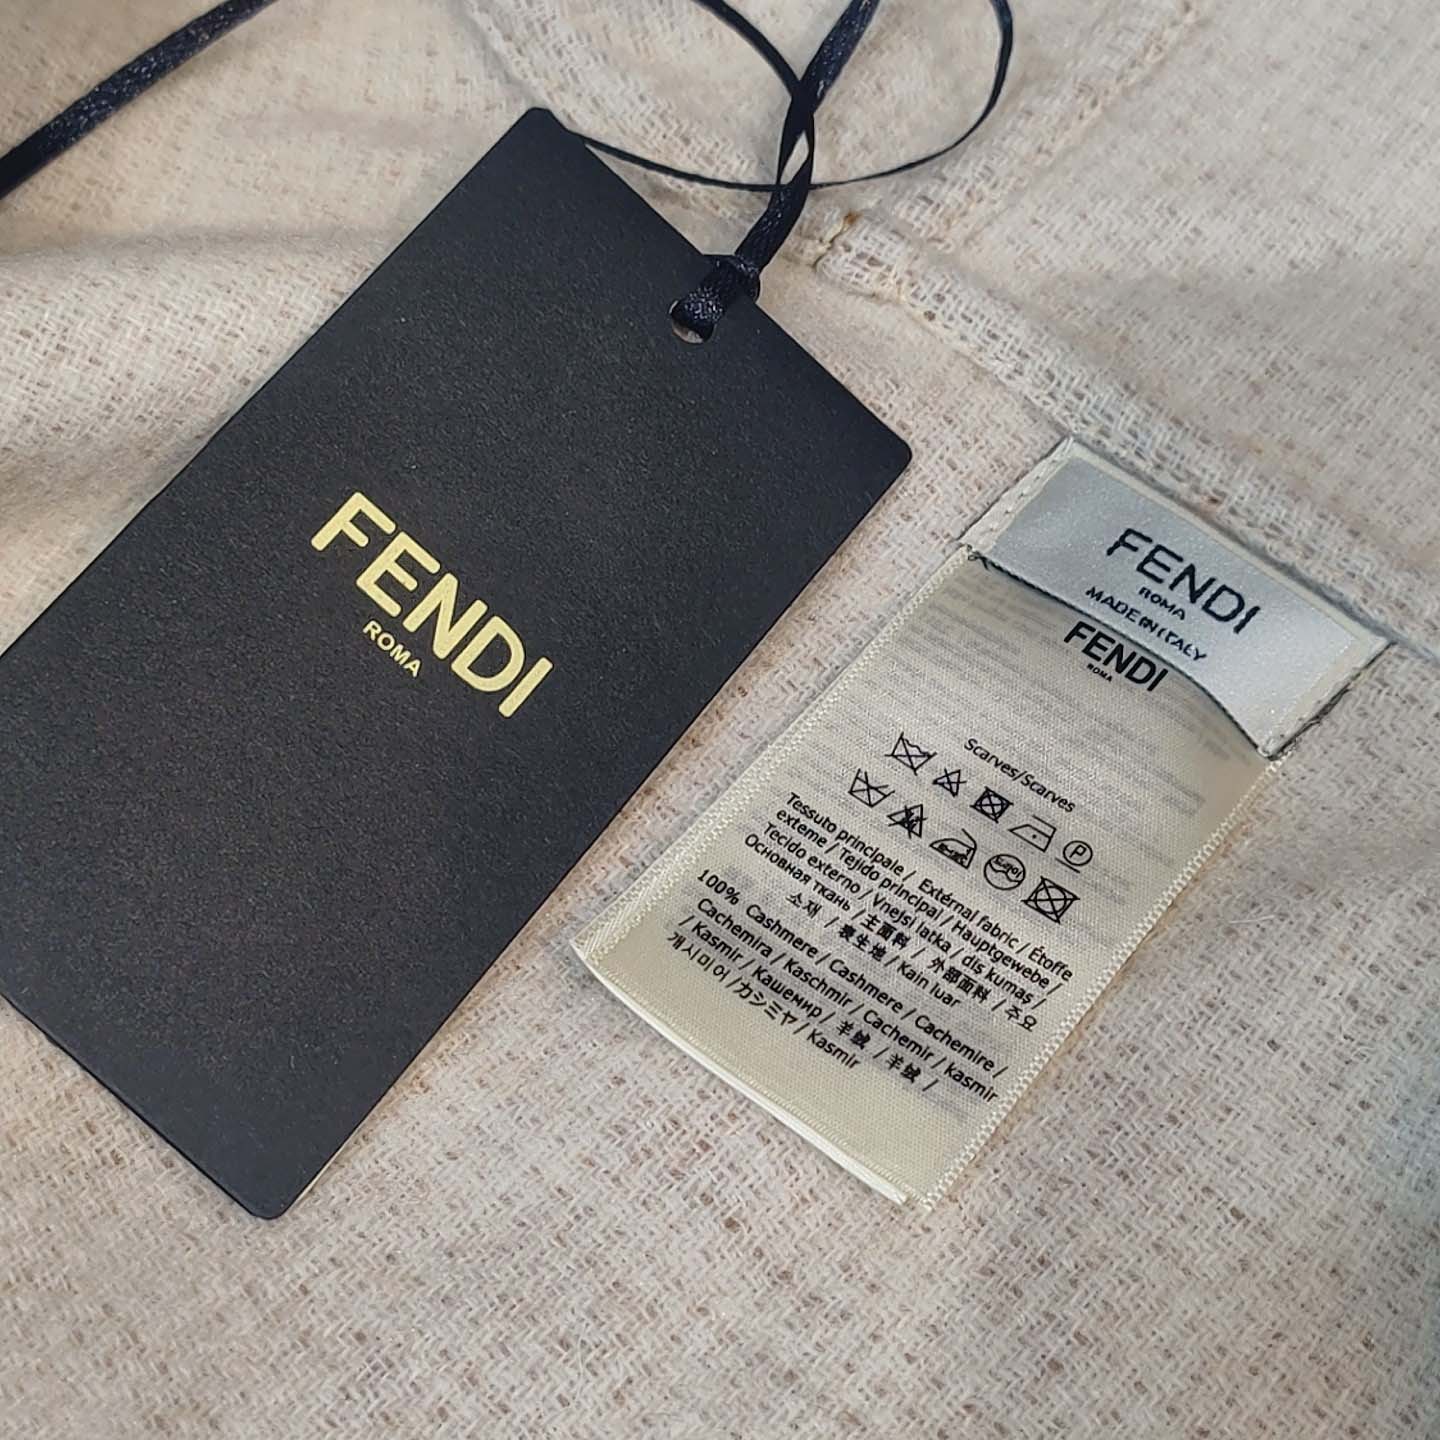 FENDI
ROMA
FENDI
ROMA
MADE IN ITALY
FENDI
ROMA
Scarves/Scarves
P
Tessuto principale / External fabric / Étoffe
externe / Tejido principal / Hauptgewebe /
Tecido externo / Vnejsi latka / dış kumaş /
Основная ткань / 主面料 / 外部面料 / 주요
소재 / 表生地 / Kain luar
100% Cashmere / Cashmere / Cachemire /
Cachemira / Kaschmir / Cachemir / kasmir
/ Kasmir / Кашемир / 羊绒 / 羊絨 /
캐시미어 / カシミヤ / Kasmir